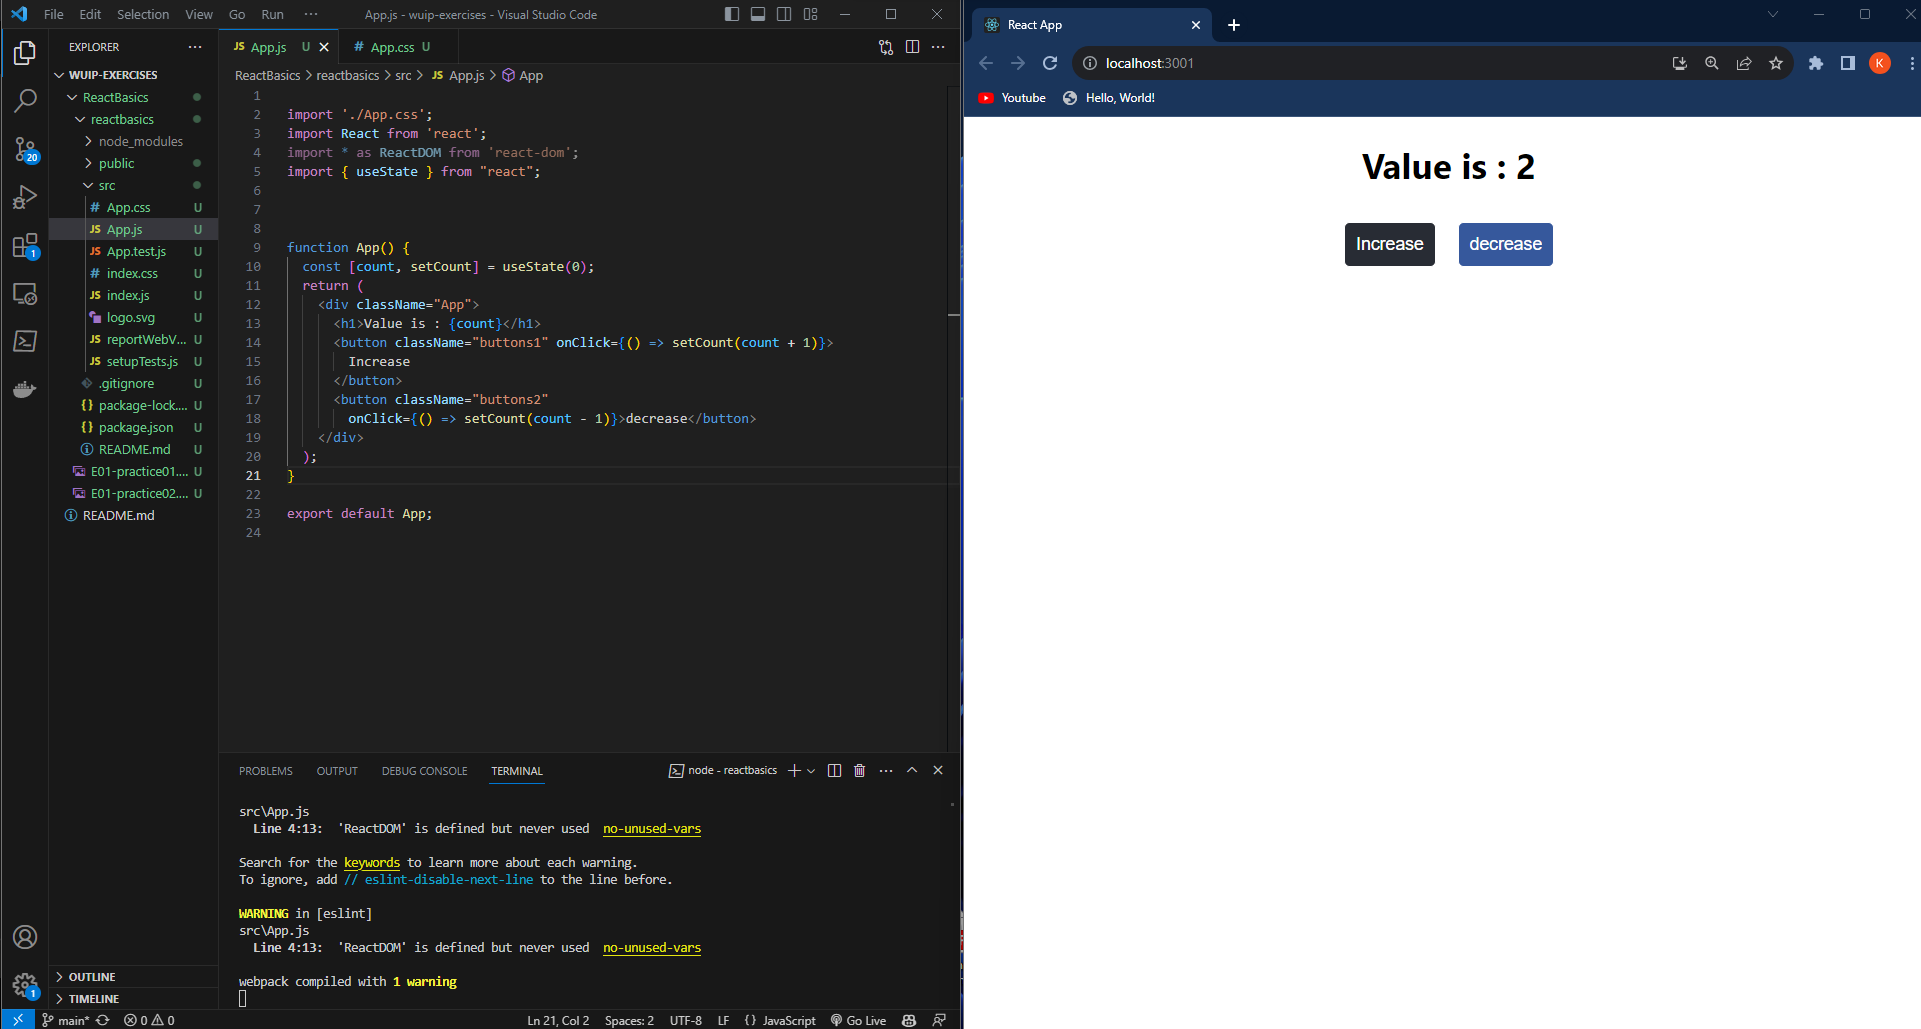 File Edit Selection View Go Run ··· App.js - wuip-exercises - Visual Studio Code
EXPLORER
WUIP-EXERCISES
ReactBasics
reactbasics
node_modules
public
src
App.css U
App.js U
App.test.js U
index.css U
index.js U
logo.svg U
reportWebV... U
setupTests.js U
.gitignore U
package-lock.... U
package.json U
README.md U
E01-practice01.... U
E01-practice02.... U
README.md
OUTLINE
TIMELINE
20
1
1
JS App.js U
# App.css U
ReactBasics > reactbasics > src > JS App.js > App
1
2 import './App.css';
3 import React from 'react';
4 import * as ReactDOM from 'react-dom';
5 import { useState } from "react";
6
7
8
9 function App() {
10 const [count, setCount] = useState(0);
11 return (
12 <div className="App">
13 <h1>Value is : {count}</h1>
14 <button className="buttons1" onClick={() => setCount(count + 1)}>
15 Increase
16 </button>
17 <button className="buttons2"
18 onClick={() => setCount(count - 1)}>decrease</button>
19 </div>
20 );
21 }
22
23 export default App;
24
PROBLEMS OUTPUT DEBUG CONSOLE TERMINAL node - reactbasics
src\App.js
Line 4:13: 'ReactDOM' is defined but never used no-unused-vars
Search for the keywords to learn more about each warning.
To ignore, add // eslint-disable-next-line to the line before.
WARNING in [eslint]
src\App.js
Line 4:13: 'ReactDOM' is defined but never used no-unused-vars
webpack compiled with 1 warning
main* 0 0 Ln 21, Col 2 Spaces: 2 UTF-8 LF {} JavaScript Go Live
React App
localhost:3001
K
Youtube Hello, World!
Value is : 2
Increase decrease